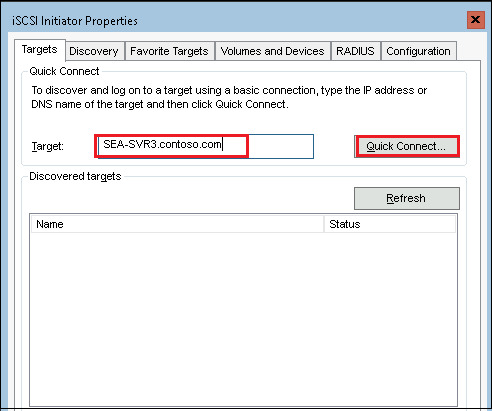 iSCSI Initiator Properties
Targets Discovery Favorite Targets Volumes and Devices RADIUS Configuration
Quick Connect
To discover and log on to a target using a basic connection, type the IP address or
DNS name of the target and then click Quick Connect.
Target: SEA-SVR3.contoso.com Quick Connect...
Discovered targets
Refresh
Name Status